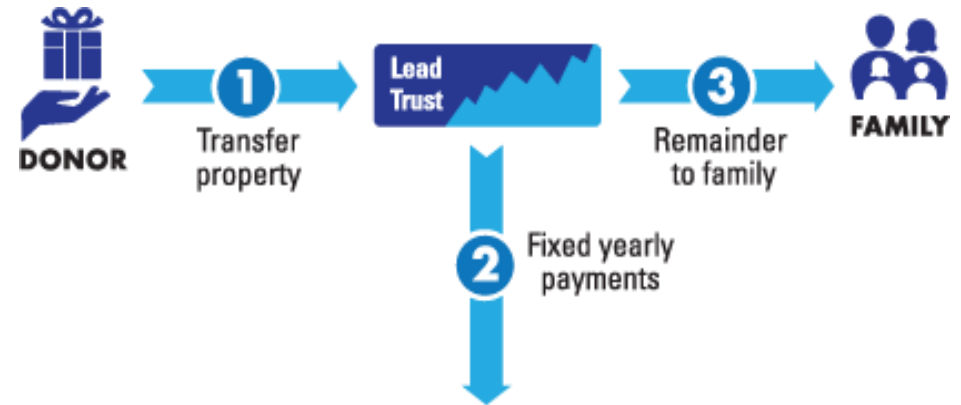 DONOR
1
Transfer
property
Lead
Trust
3
Remainder
to family
FAMILY
2
Fixed yearly
payments